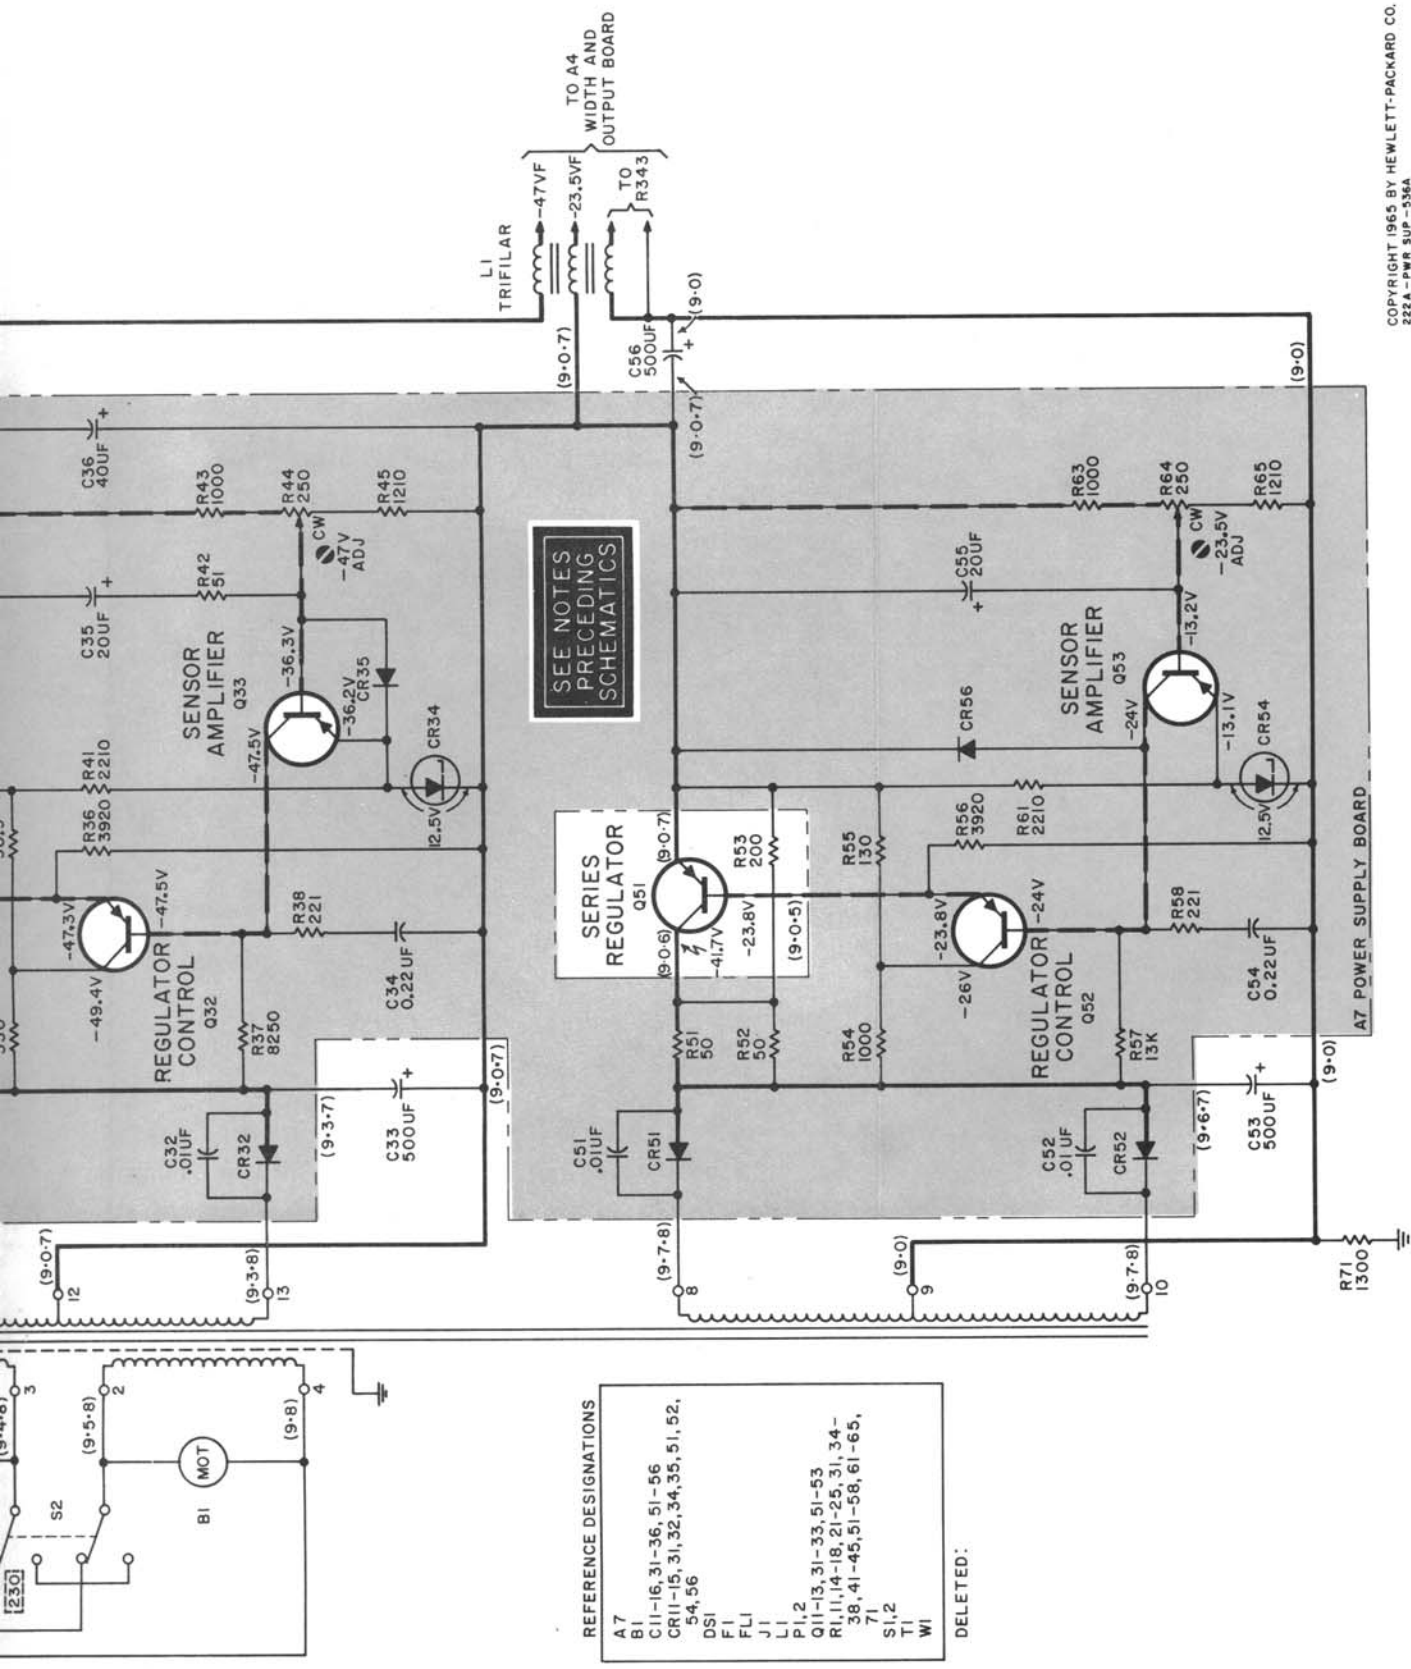 COPYRIGHT 1965 BY HEWLETT-PACKARD CO.
222A-PWR SUP-536A
TO A4
WIDTH AND
OUTPUT BOARD
-47VF
-23.5VF
TO
R343
L1
TRIFILAR
(9·0·7)
C56
500UF
+
(9·0)
(9·0·7)
(9·0)
C36
40UF
+
R43
1000
R44
250
R45
1210
CW
-47V
ADJ
C35
20UF
+
R42
51
SENSOR
AMPLIFIER
Q33
-36.3V
-36.2V
CR35
-47.5V
CR34
12.5V
R41
2210
R36
3920
-47.3V
-47.5V
-49.4V
REGULATOR
CONTROL
Q32
R38
221
C34
0.22UF
R37
8250
(9·0·7)
(9·3·7)
C33
500UF
+
C32
.01UF
CR32
(9·0·7)
12
(9·3·8)
13
SEE NOTES
PRECEDING
SCHEMATICS
R63
1000
R64
250
R65
1210
CW
-23.5V
ADJ
C55
20UF
+
SENSOR
AMPLIFIER
Q53
-13.2V
-24V
-13.1V
CR56
CR54
12.5V
SERIES
REGULATOR
Q51
(9·0·7)
(9·0·6)
-41.7V
-23.8V
(9·0·5)
R53
200
R55
130
R56
3920
R61
2210
-23.8V
-24V
-26V
REGULATOR
CONTROL
Q52
R58
221
C54
0.22UF
R51
50
R52
50
R54
1000
R57
13K
A7 POWER SUPPLY BOARD
(9·0)
(9·6·7)
C53
500UF
+
C51
.01UF
CR51
C52
.01UF
CR52
(9·7·8)
8
(9·0)
9
(9·7·8)
10
R71
1300
3
(9·5·8)
2
(9·8)
4
S2
MOT
B1
230
REFERENCE DESIGNATIONS
A7
B1
C11-16,31-36,51-56
CR11-15,31,32,34,35,51,52,
54,56
DS1
F1
FL1
J1
L1
P1,2
Q11-13,31-33,51-53
R1,11,14-18,21-25,31,34-
38,41-45,51-58,61-65,
71
S1,2
T1
W1
DELETED: